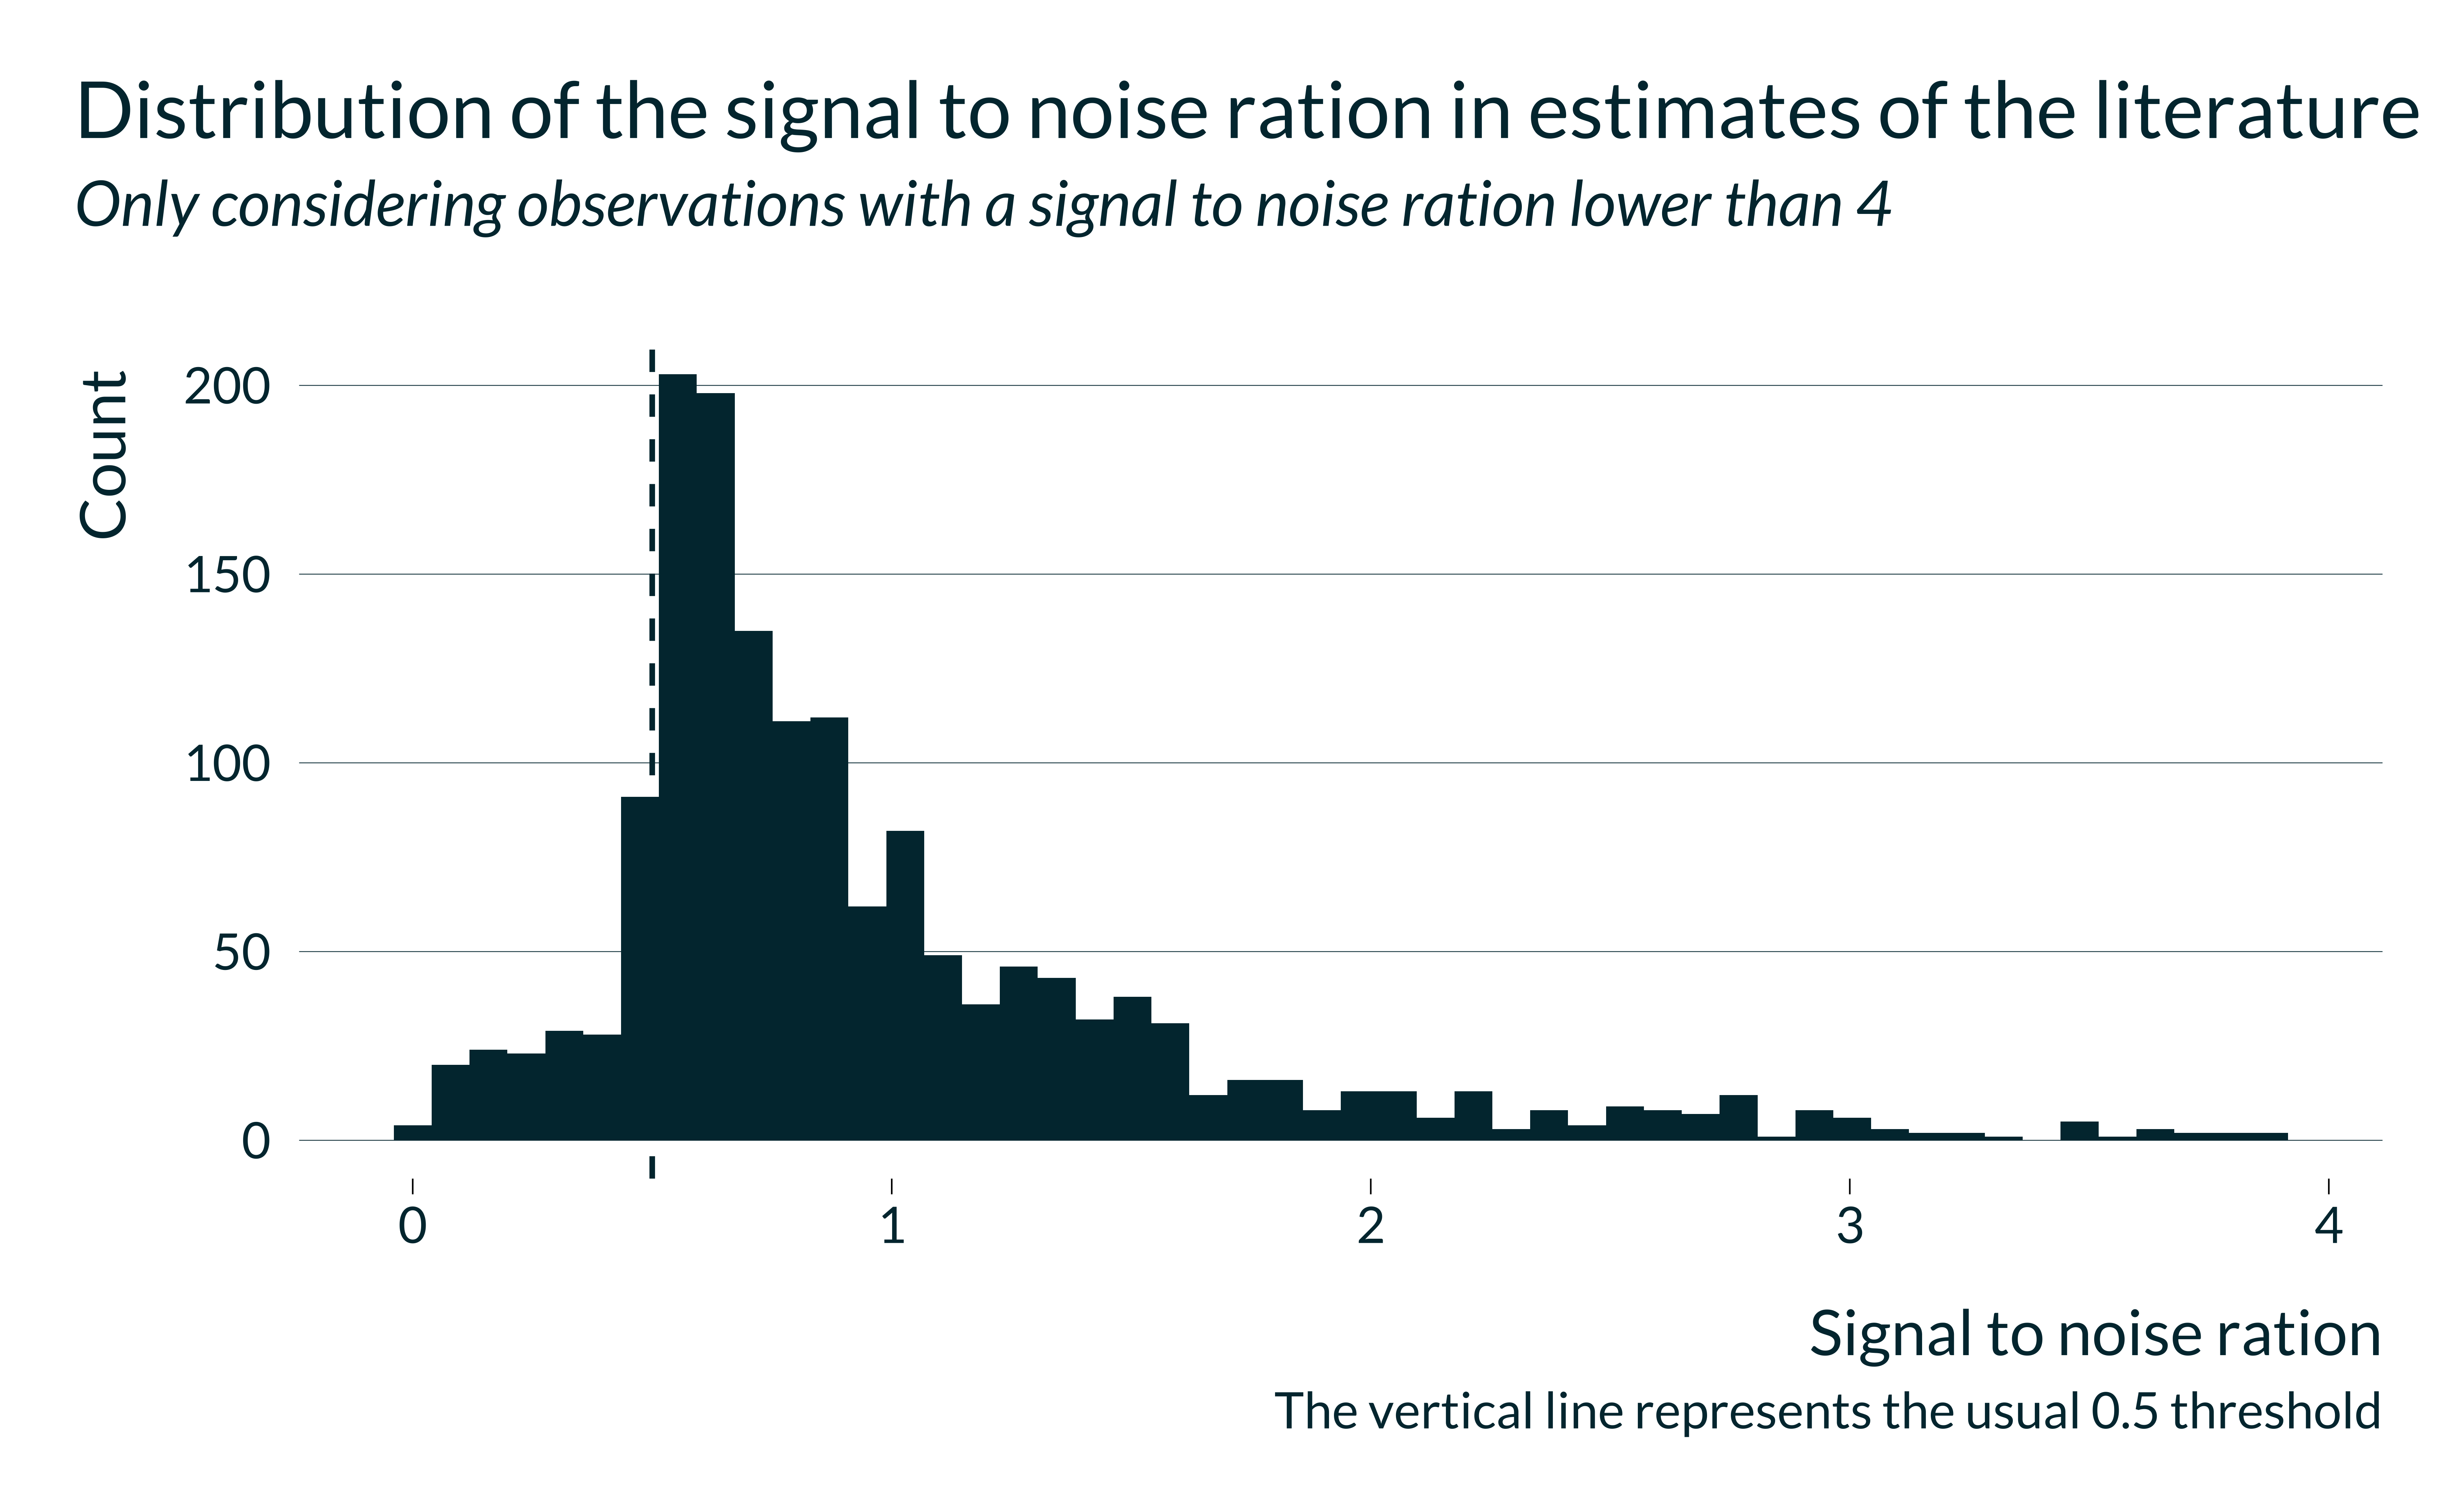 Distribution of the signal to noise ration in estimates of the literature
Only considering observations with a signal to noise ration lower than 4
Count
200
150
100
50
0
0 1 2 3 4
Signal to noise ration
The vertical line represents the usual 0.5 threshold